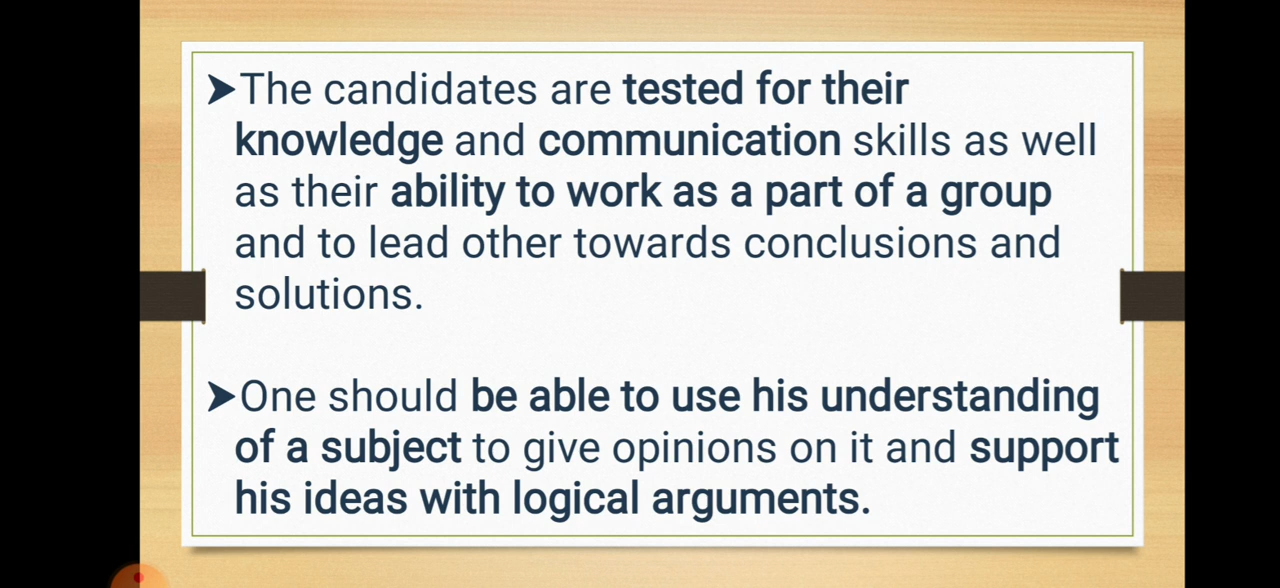 ➤The candidates are tested for their
knowledge and communication skills as well
as their ability to work as a part of a group
and to lead other towards conclusions and
solutions.
➤One should be able to use his understanding
of a subject to give opinions on it and support
his ideas with logical arguments.